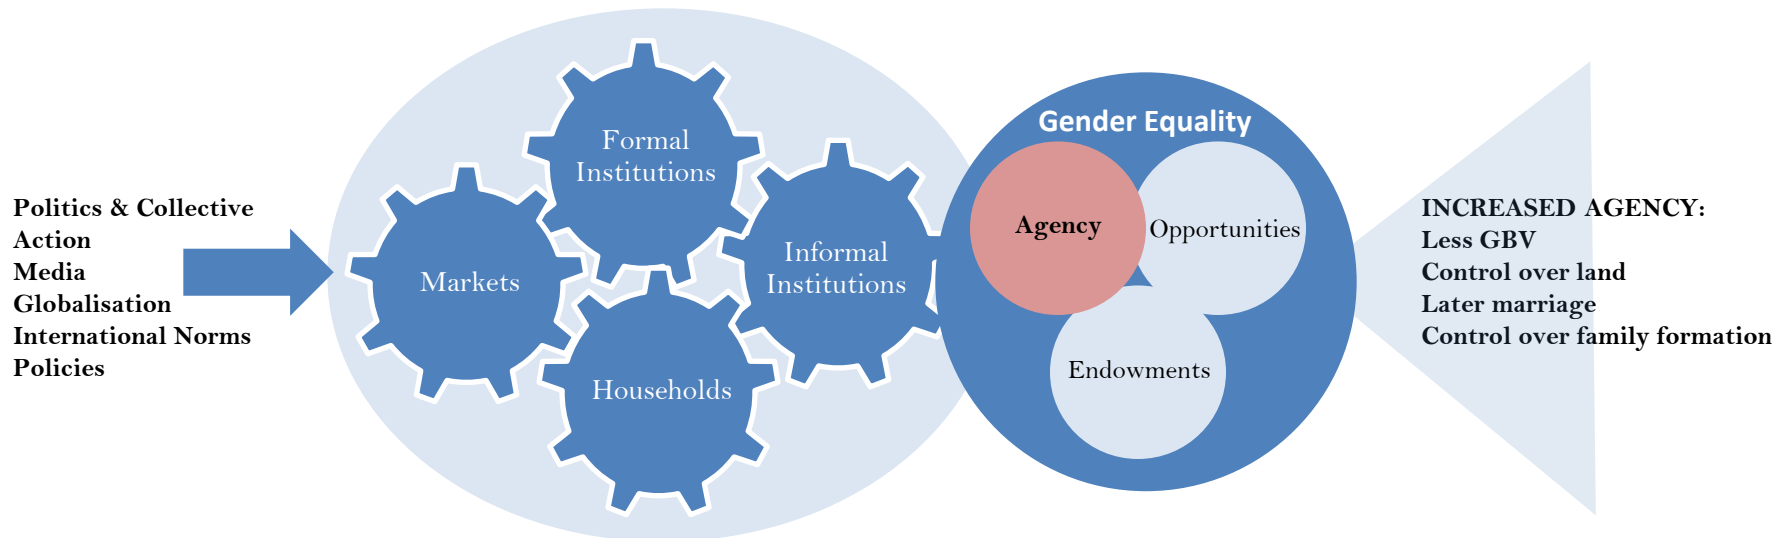 Politics & Collective
Action
Media
Globalisation
International Norms
Policies
Formal
Institutions
Markets
Informal
Institutions
Households
Gender Equality
Agency
Opportunities
Endowments
INCREASED AGENCY:
Less GBV
Control over land
Later marriage
Control over family formation